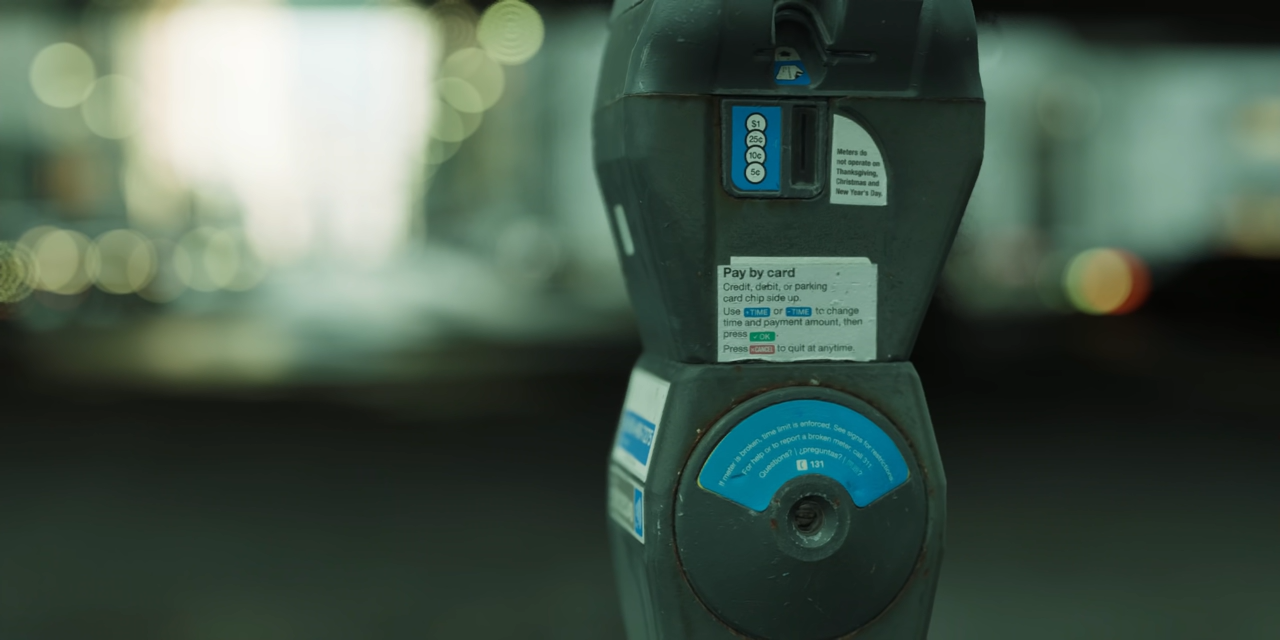 $1
25¢
10¢
5¢
Meters do
not operate on
Thanksgiving,
Christmas and
New Year's Day.
Pay by card
Credit, debit, or parking
card chip side up.
Use +TIME or -TIME to change
time and payment amount, then
press OK .
Press CANCEL to quit at anytime.
If meter is broken, time limit is enforced. See signs for restrictions.
For help or to report a broken meter, call 311
Questions? | ¿preguntas? |
131